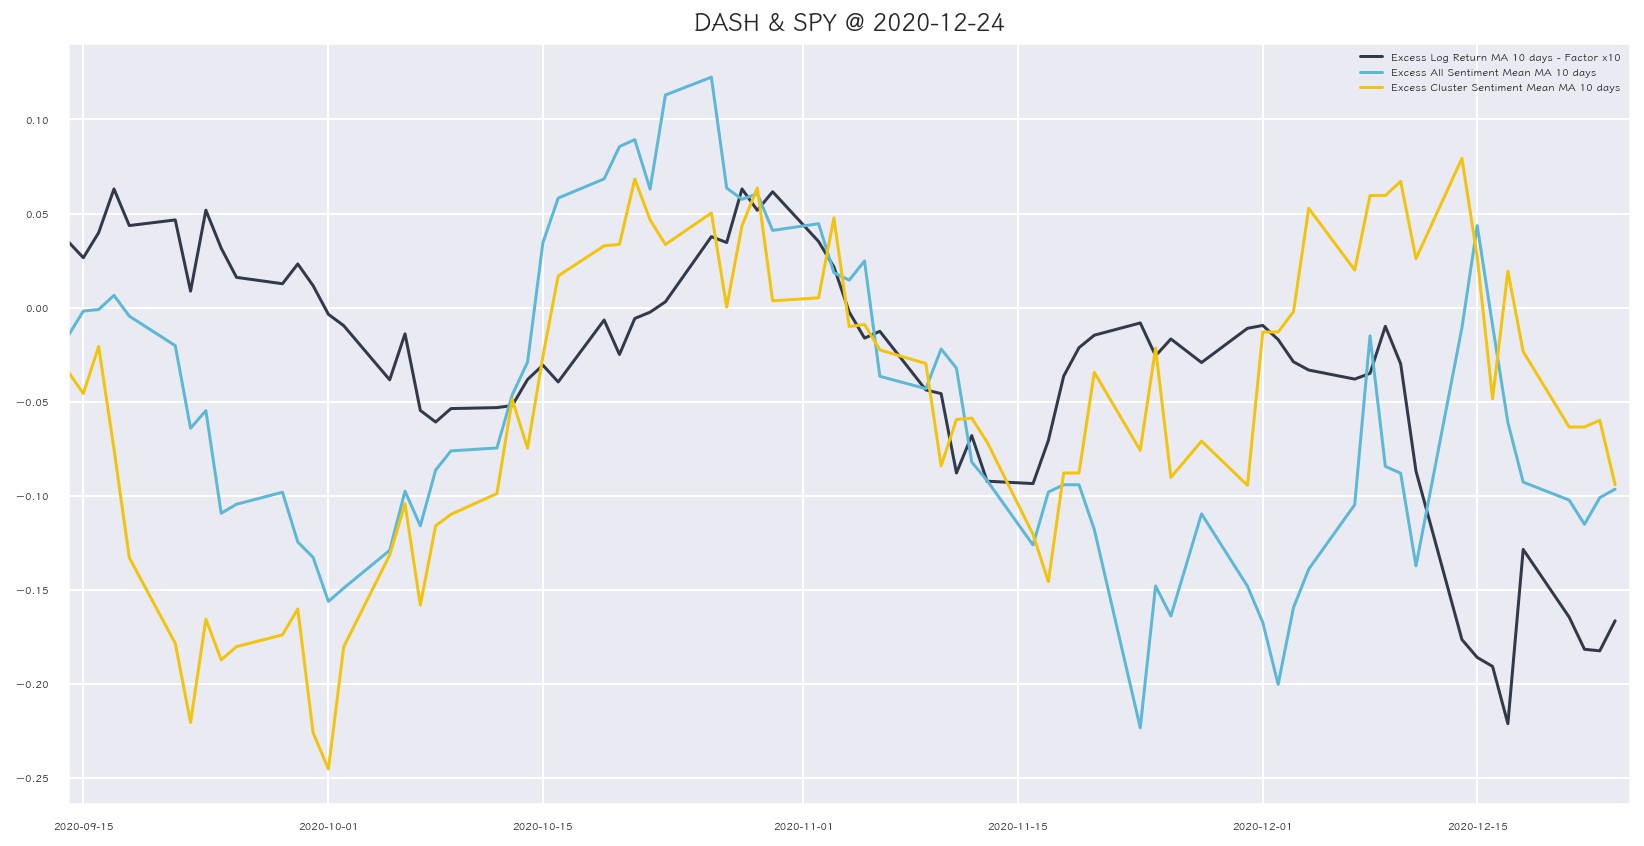 DASH & SPY @ 2020-12-24
Excess Log Return MA 10 days - Factor x10
Excess All Sentiment Mean MA 10 days
Excess Cluster Sentiment Mean MA 10 days
0.10
0.05
0.00
−0.05
−0.10
−0.15
−0.20
−0.25
2020-09-15 2020-10-01 2020-10-15 2020-11-01 2020-11-15 2020-12-01 2020-12-15